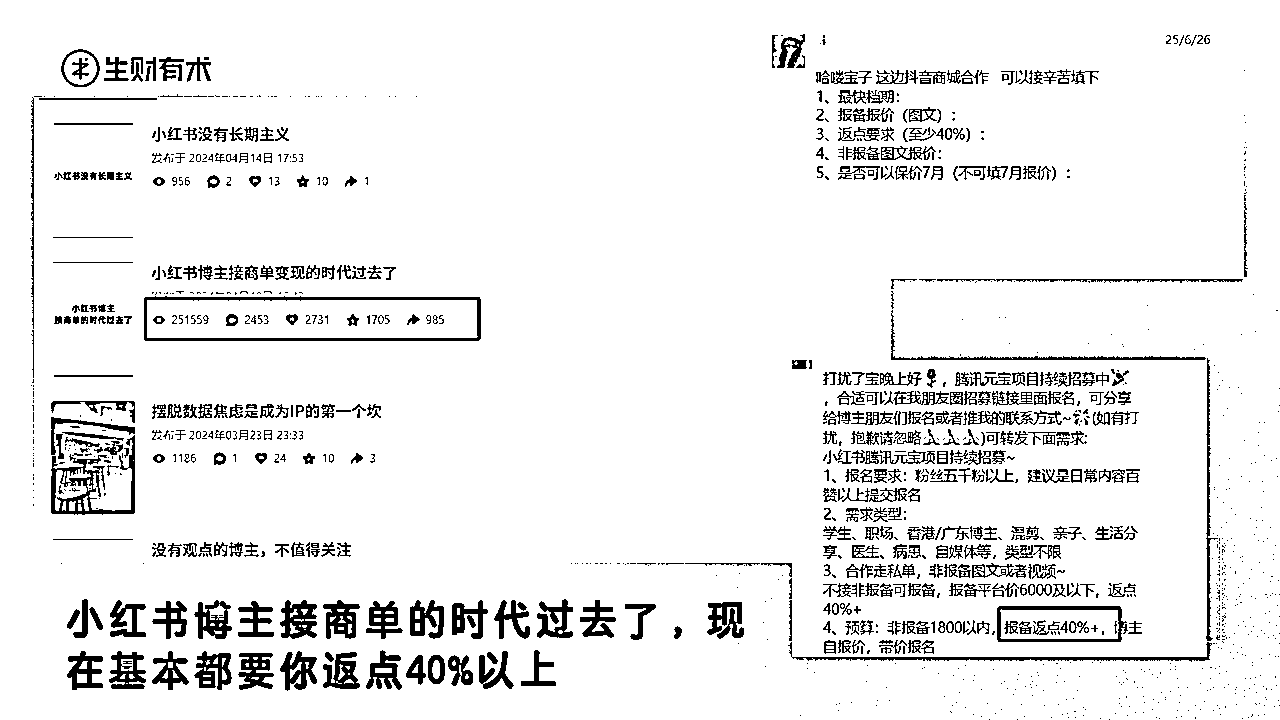 生财有术
小红书没有长期主义
发布于 2024年04月14日 17:53
小红书没有长期主义
956 2 13 10 1
小红书博主接商单变现的时代过去了
小红书博主
接商单的时代过去了
251559 2453 2731 1705 985
摆脱数据焦虑是成为IP的第一个坎
发布于 2024年03月23日 23:33
1186 1 24 10 3
没有观点的博主，不值得关注
小红书博主接商单的时代过去了，现
在基本都要你返点40%以上
25/6/26
哈喽宝子 这边抖音商城合作 可以接辛苦填下
1、最快档期：
2、报备报价（图文）：
3、返点要求（至少40%）：
4、非报备图文报价：
5、是否可以保价7月（不可填7月报价）：
打扰了宝晚上好，腾讯元宝项目持续招募中
，合适可以在我朋友圈招募链接里面报名，可分享
给博主朋友们报名或者推我的联系方式~(如有打
扰，抱歉请忽略)可转发下面需求:
小红书腾讯元宝项目持续招募~
1、报名要求：粉丝五千粉以上，建议是日常内容百
赞以上提交报名
2、需求类型：
学生、职场、香港/广东博主、混剪、亲子、生活分
享、医生、病患、自媒体等，类型不限
3、合作走私单，非报备图文或者视频~
不接非报备可报备，报备平台价6000及以下，返点
40%+
4、预算：非报备1800以内，报备返点40%+，博主
自报价，带价报名